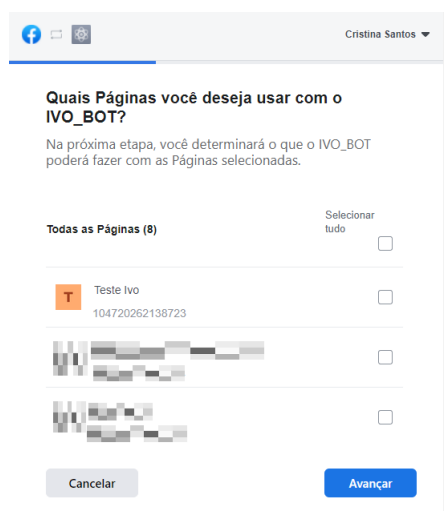 Cristina Santos
Quais Páginas você deseja usar com o
IVO_BOT?
Na próxima etapa, você determinará o que o IVO_BOT
poderá fazer com as Páginas selecionadas.
Todas as Páginas (8)
Selecionar
tudo
T
Teste Ivo
104720262138723
Cancelar
Avançar